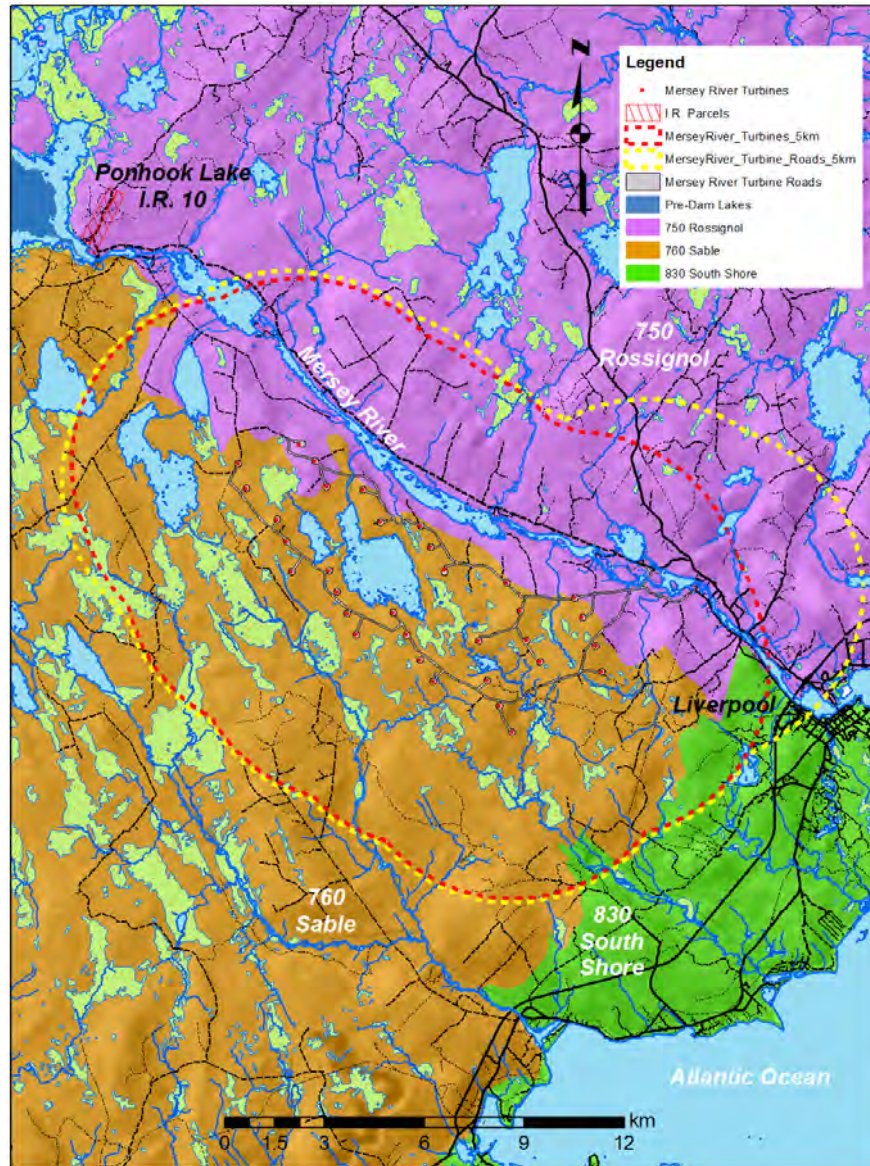 N
Legend
Mersey River Turbines
I.R. Parcels
MerseyRiver_Turbines_5km
MerseyRiver_Turbine_Roads_5km
Mersey River Turbine Roads
Pre-Dam Lakes
750 Rossignol
760 Sable
830 South Shore
Ponhook Lake
I.R. 10
750
Rossignol
Mersey River
Liverpool
760
Sable
830
South
Shore
Atlantic Ocean
km
0 1.5 3 6 9 12